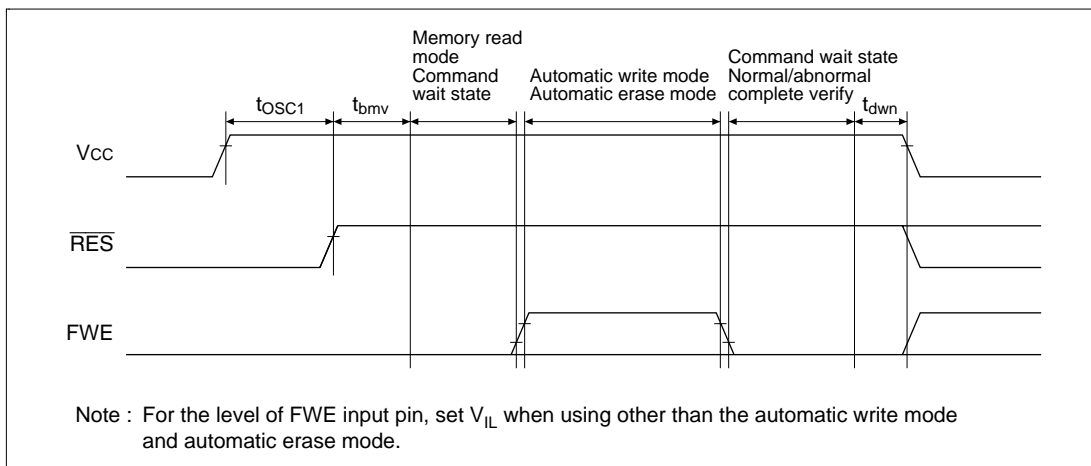 Memory read
mode
Command
wait state
Automatic write mode
Automatic erase mode
Command wait state
Normal/abnormal
complete verify
tOSC1
tbmv
tdwn
VCC
R̅E̅S̅
FWE
Note : For the level of FWE input pin, set VIL when using other than the automatic write mode
and automatic erase mode.